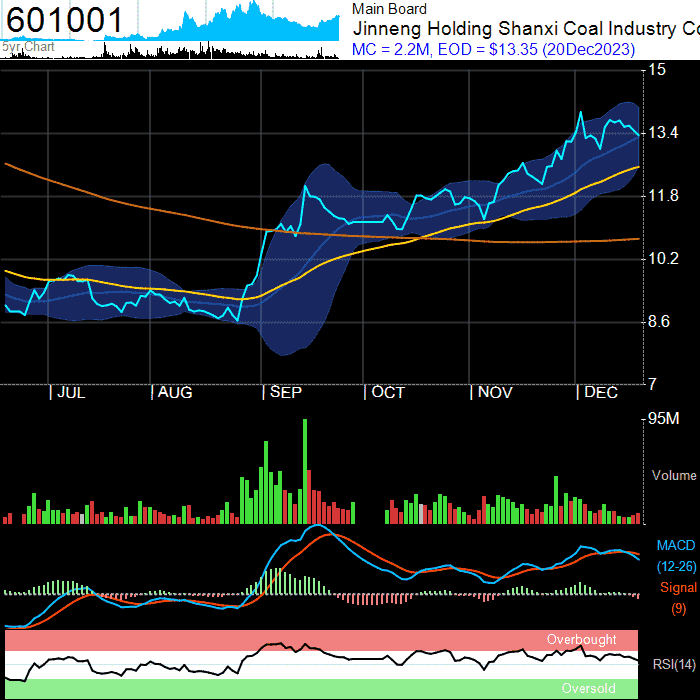 601001
5yr Chart
Main Board
Jinneng Holding Shanxi Coal Industry Co
MC = 2.2M, EOD = $13.35 (20Dec2023)
15
13.4
11.8
10.2
8.6
7
JUL AUG SEP OCT NOV DEC
95M
Volume
MACD
(12-26)
Signal
(9)
Overbought
RSI(14)
Oversold